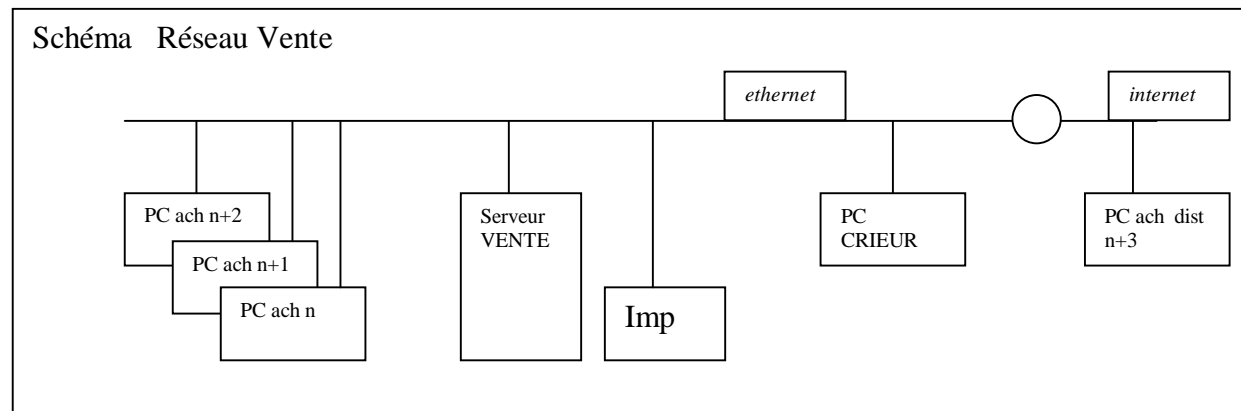 Schéma Réseau Vente
ethernet
internet
PC ach n+2
PC ach n+1
PC ach n
Serveur
VENTE
Imp
PC
CRIEUR
PC ach dist
n+3